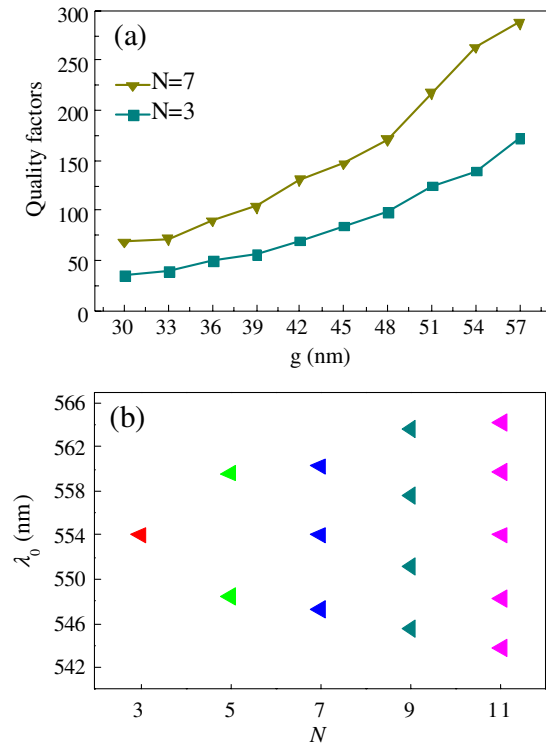 (a)
N=7
N=3
Quality factors
300
250
200
150
100
50
0
30 33 36 39 42 45 48 51 54 57
g (nm)
(b)
λ0 (nm)
566
562
558
554
550
546
542
3 5 7 9 11
N